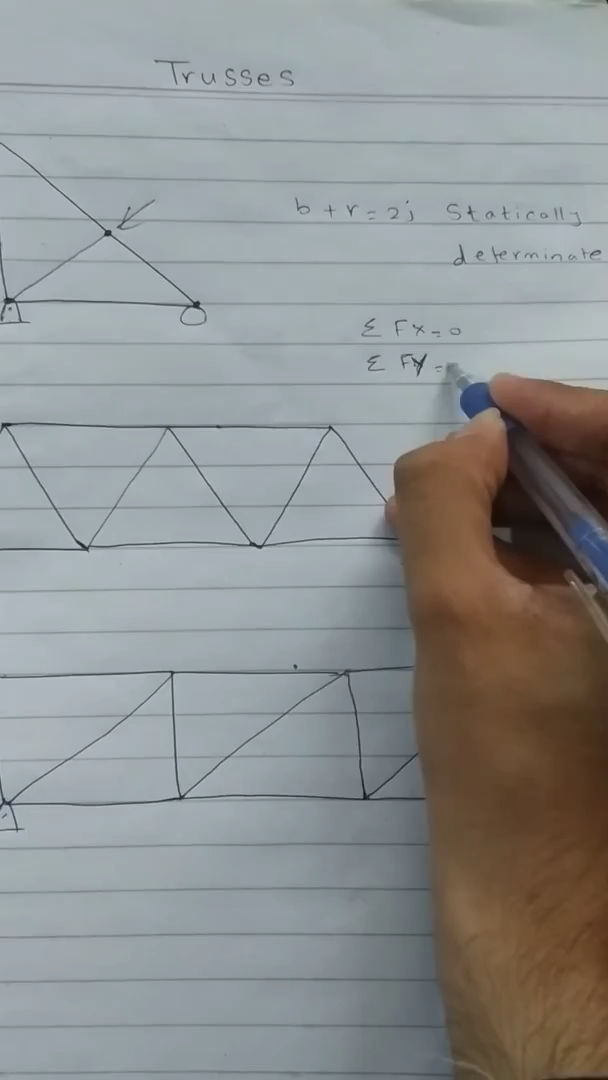 Trusses
b + r = 2j Statically
determinate
Σ Fx = 0
Σ Fy =